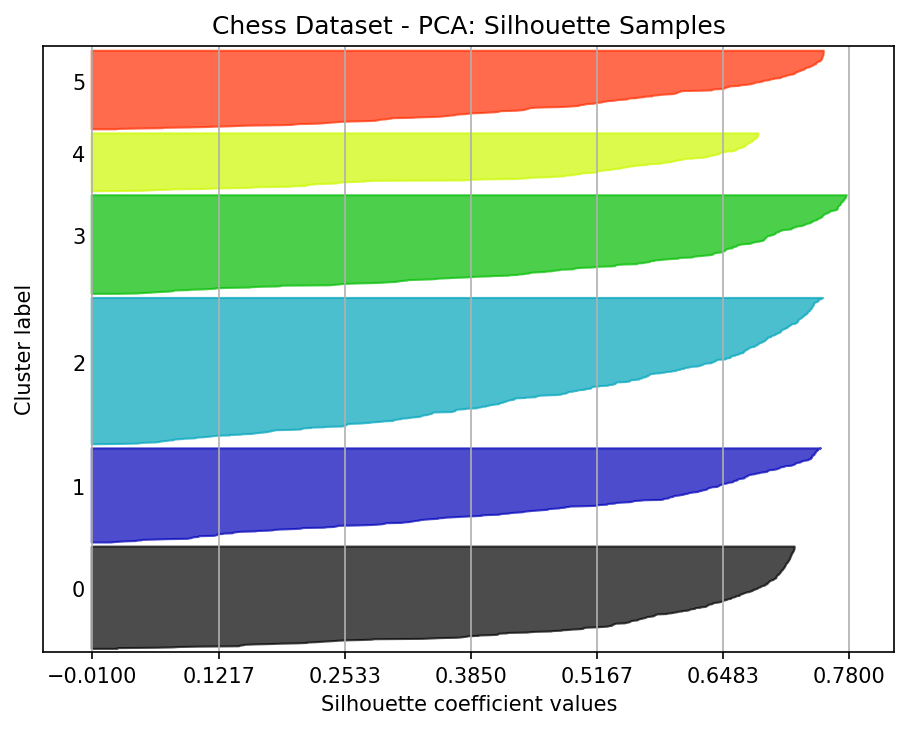 Chess Dataset - PCA: Silhouette Samples
5
4
3
2
1
0
Cluster label
−0.0100 0.1217 0.2533 0.3850 0.5167 0.6483 0.7800
Silhouette coefficient values